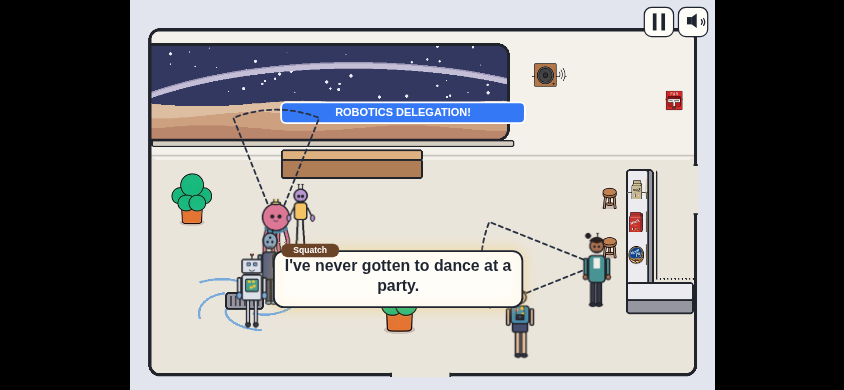 ROBOTICS DELEGATION!
Squatch
I've never gotten to dance at a
party.